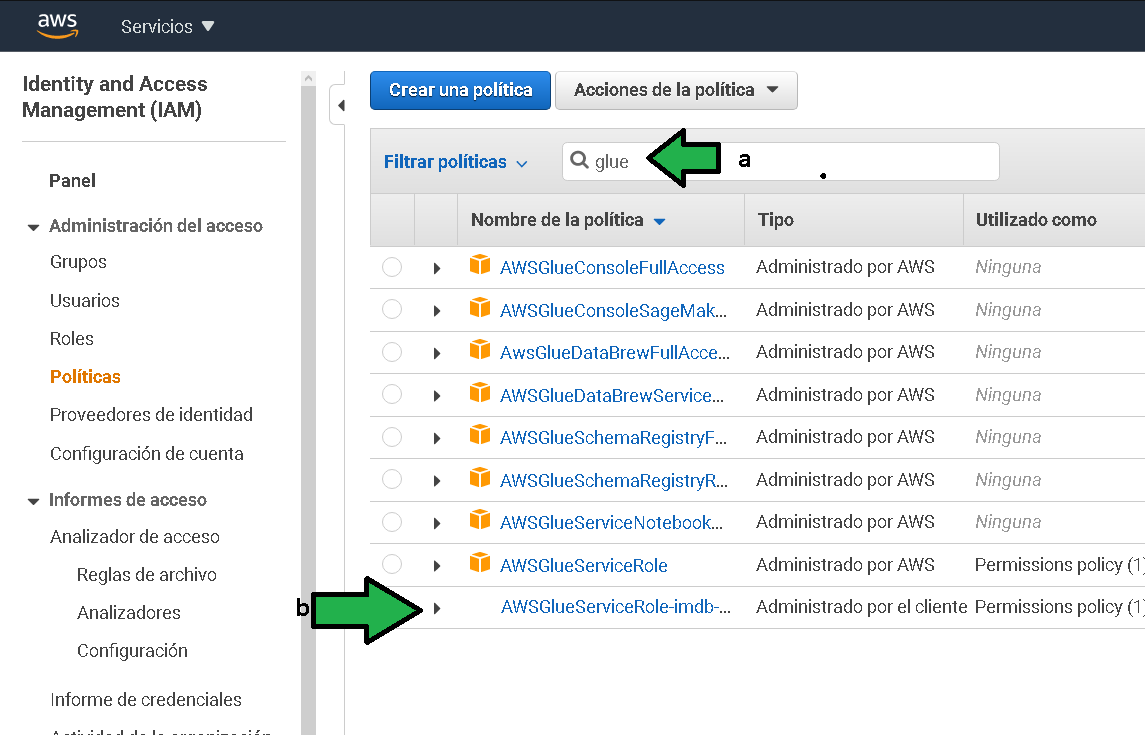 aws
Servicios
Identity and Access
Management (IAM)
Panel
Administración del acceso
Grupos
Usuarios
Roles
Políticas
Proveedores de identidad
Configuración de cuenta
Informes de acceso
Analizador de acceso
Reglas de archivo
Analizadores
Configuración
Informe de credenciales
Actividad de la organización
Crear una política
Acciones de la política
Filtrar políticas
glue
a
Nombre de la política Tipo Utilizado como
AWSGlueConsoleFullAccess Administrado por AWS Ninguna
AWSGlueConsoleSageMak... Administrado por AWS Ninguna
AwsGlueDataBrewFullAcce... Administrado por AWS Ninguna
AWSGlueDataBrewService... Administrado por AWS Ninguna
AWSGlueSchemaRegistryF... Administrado por AWS Ninguna
AWSGlueSchemaRegistryR... Administrado por AWS Ninguna
AWSGlueServiceNotebook... Administrado por AWS Ninguna
AWSGlueServiceRole Administrado por AWS Permissions policy (1)
b
AWSGlueServiceRole-imdb-... Administrado por el cliente Permissions policy (1)